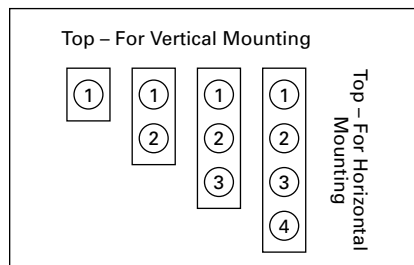 Top – For Vertical Mounting
1 1 1 1
2 2 2
3 3
4
Top – For Horizontal
Mounting